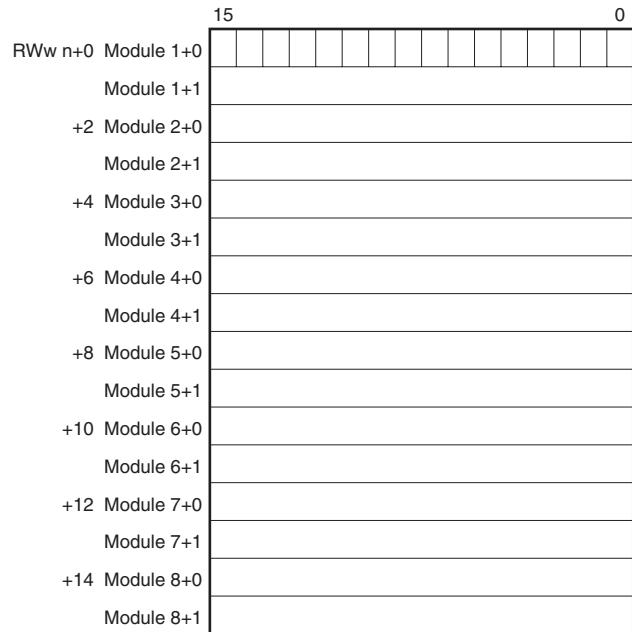 15 0
RWw n+0 Module 1+0
Module 1+1
+2 Module 2+0
Module 2+1
+4 Module 3+0
Module 3+1
+6 Module 4+0
Module 4+1
+8 Module 5+0
Module 5+1
+10 Module 6+0
Module 6+1
+12 Module 7+0
Module 7+1
+14 Module 8+0
Module 8+1